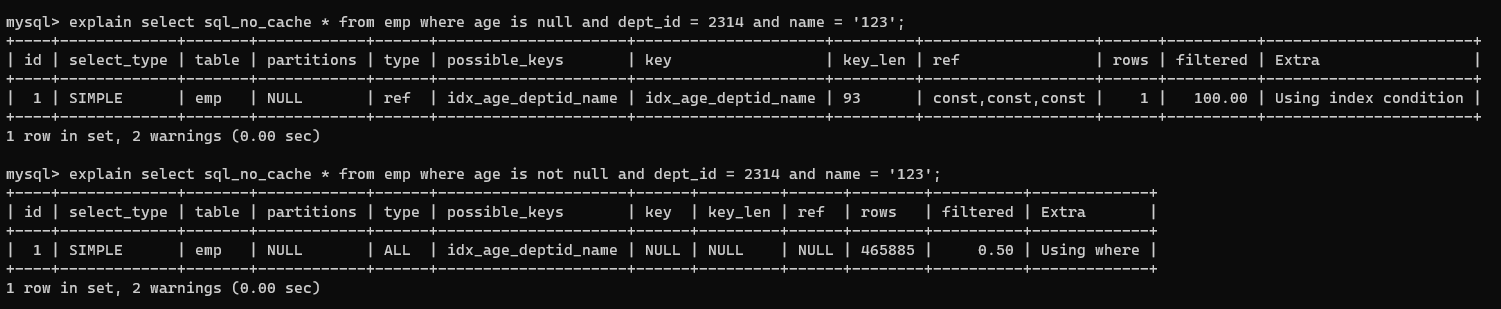 mysql> explain select sql_no_cache * from emp where age is null and dept_id = 2314 and name = '123';
+----+-------------+-------+------------+------+---------------------+---------------------+---------+-------------------+------+----------+-----------------------+
| id | select_type | table | partitions | type | possible_keys       | key                 | key_len | ref               | rows | filtered | Extra                 |
+----+-------------+-------+------------+------+---------------------+---------------------+---------+-------------------+------+----------+-----------------------+
|  1 | SIMPLE      | emp   | NULL       | ref  | idx_age_deptid_name | idx_age_deptid_name | 93      | const,const,const |    1 |   100.00 | Using index condition |
+----+-------------+-------+------------+------+---------------------+---------------------+---------+-------------------+------+----------+-----------------------+
1 row in set, 2 warnings (0.00 sec)

mysql> explain select sql_no_cache * from emp where age is not null and dept_id = 2314 and name = '123';
+----+-------------+-------+------------+------+---------------------+------+---------+------+--------+----------+-------------+
| id | select_type | table | partitions | type | possible_keys       | key  | key_len | ref  | rows   | filtered | Extra       |
+----+-------------+-------+------------+------+---------------------+------+---------+------+--------+----------+-------------+
|  1 | SIMPLE      | emp   | NULL       | ALL  | idx_age_deptid_name | NULL | NULL    | NULL | 465885 |     0.50 | Using where |
+----+-------------+-------+------------+------+---------------------+------+---------+------+--------+----------+-------------+
1 row in set, 2 warnings (0.00 sec)